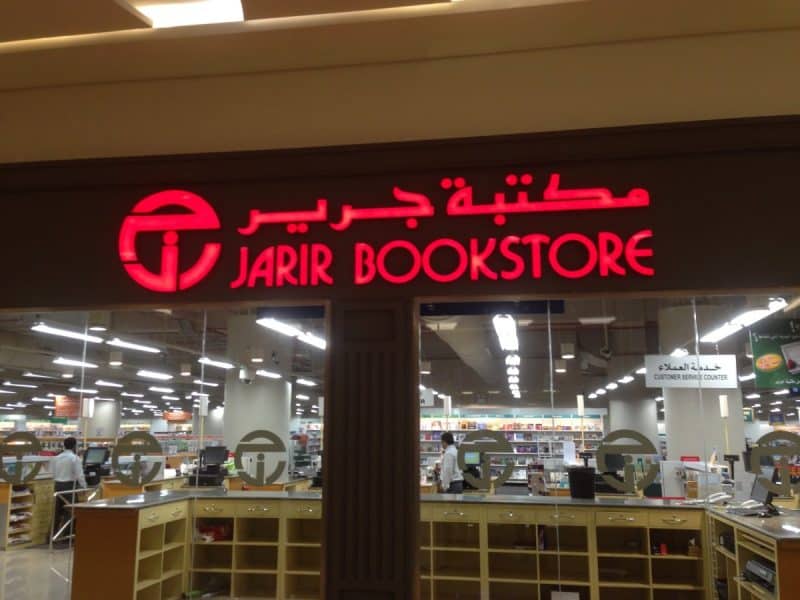 مكتبة جرير
JARIR BOOKSTORE
خدمة العملاء
CUSTOMER SERVICE COUNTER